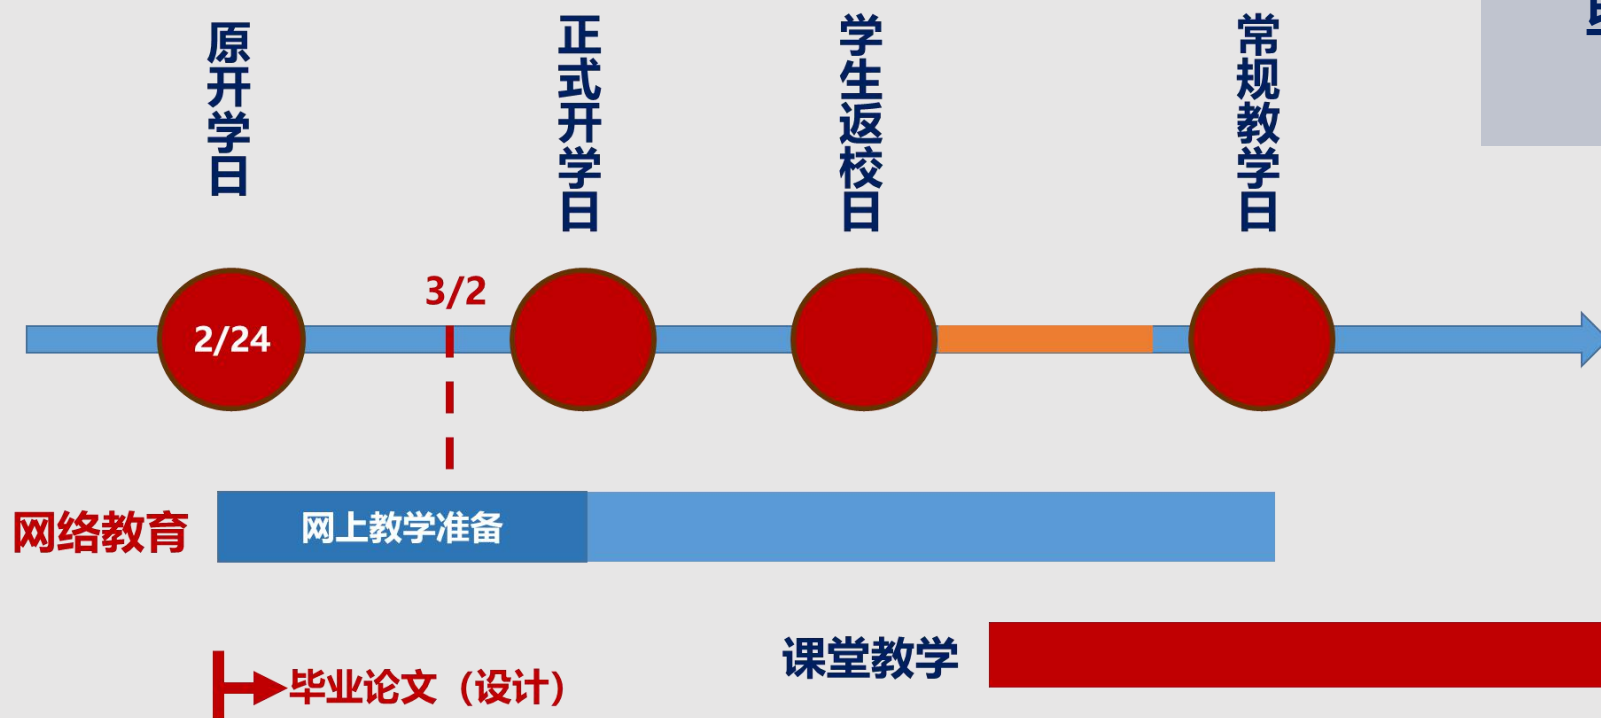 原开学日
正式开学日
学生返校日
常规教学日
3/2
2/24
网络教育
网上教学准备
课堂教学
毕业论文（设计）